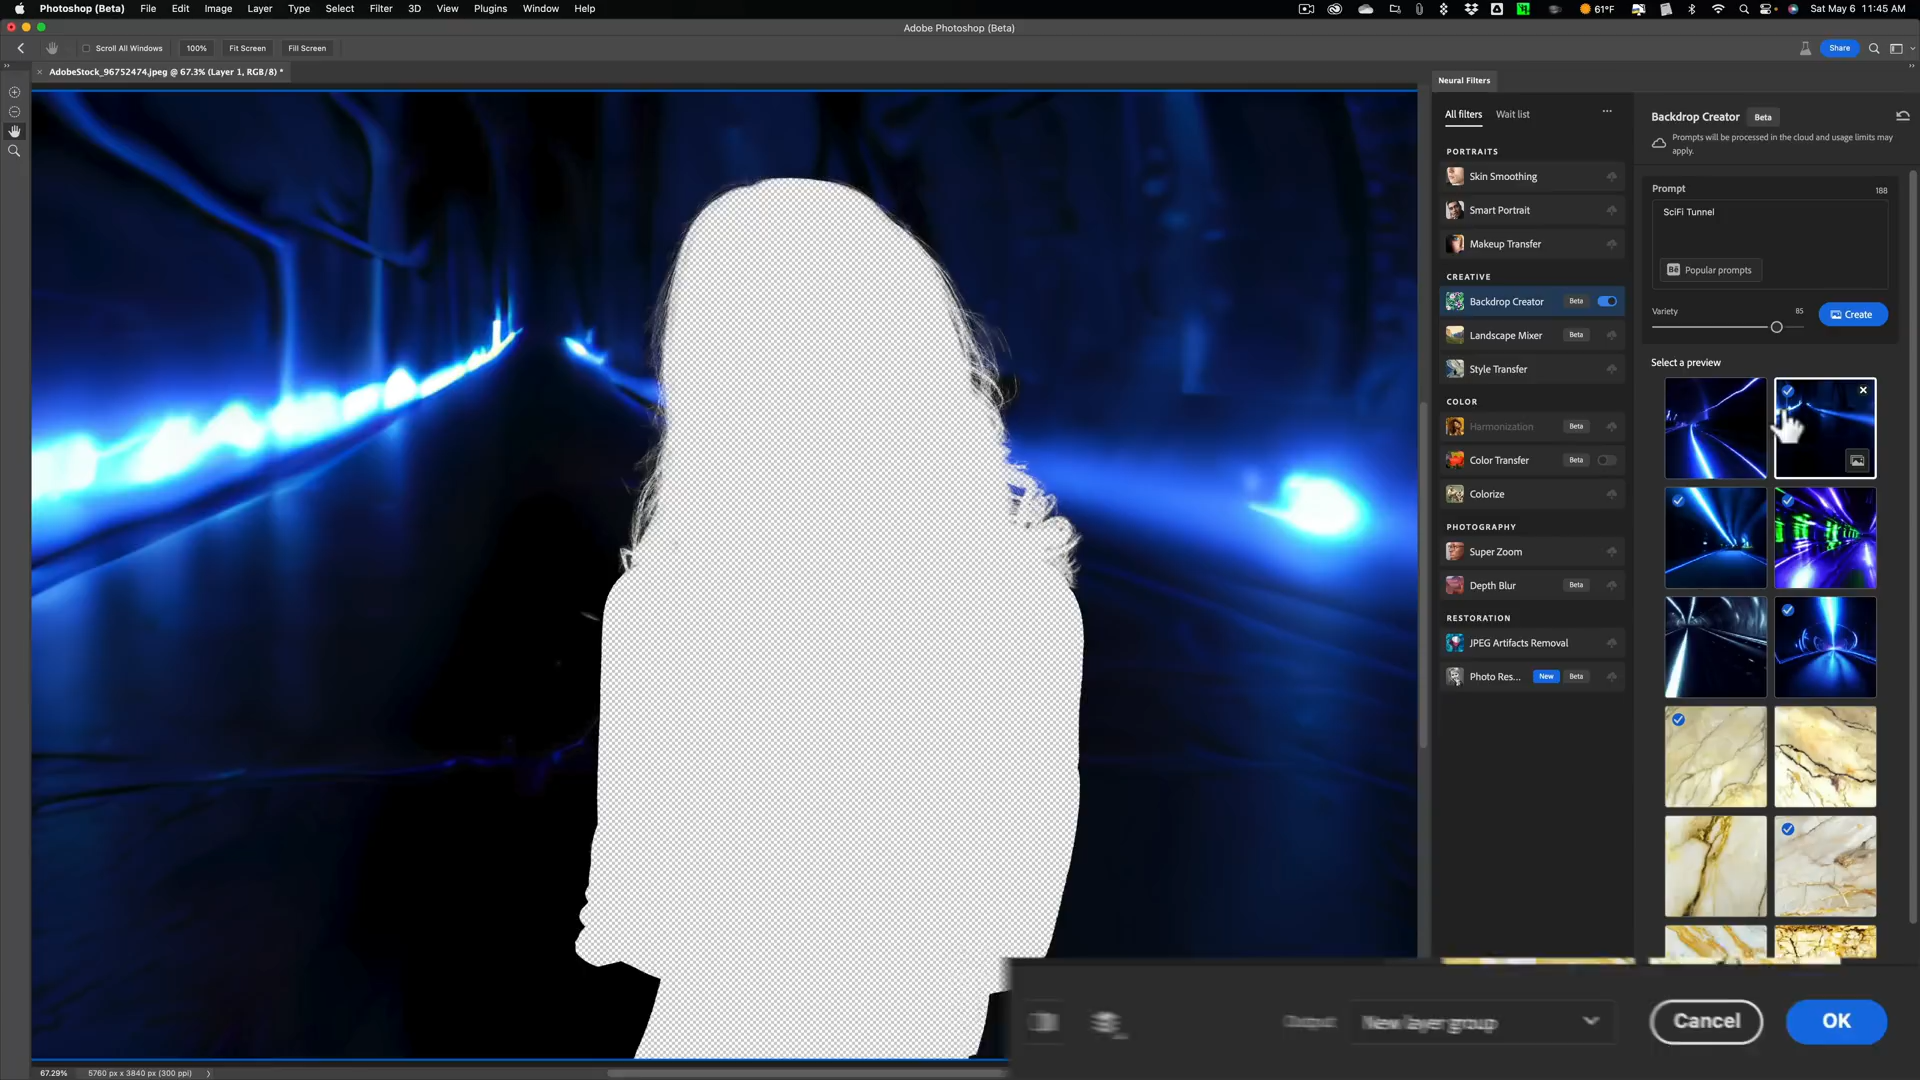 Photoshop (Beta) File Edit Image Layer Type Select Filter 3D View Plugins Window Help
61°F Sat May 6 11:45 AM
Adobe Photoshop (Beta)
Scroll All Windows 100% Fit Screen Fill Screen
Share
AdobeStock_96752474.jpeg @ 67.3% (Layer 1, RGB/8) *
Neural Filters
All filters Wait list
PORTRAITS
Skin Smoothing
Smart Portrait
Makeup Transfer
CREATIVE
Backdrop Creator Beta
Landscape Mixer Beta
Style Transfer
COLOR
Harmonization Beta
Color Transfer Beta
Colorize
PHOTOGRAPHY
Super Zoom
Depth Blur Beta
RESTORATION
JPEG Artifacts Removal
Photo Res... New Beta
Backdrop Creator Beta
Prompts will be processed in the cloud and usage limits may
apply.
Prompt 188
SciFi Tunnel
Bē Popular prompts
Variety 85
Create
Select a preview
Output: New layer group
Cancel OK
67.29% 5760 px x 3840 px (300 ppi)